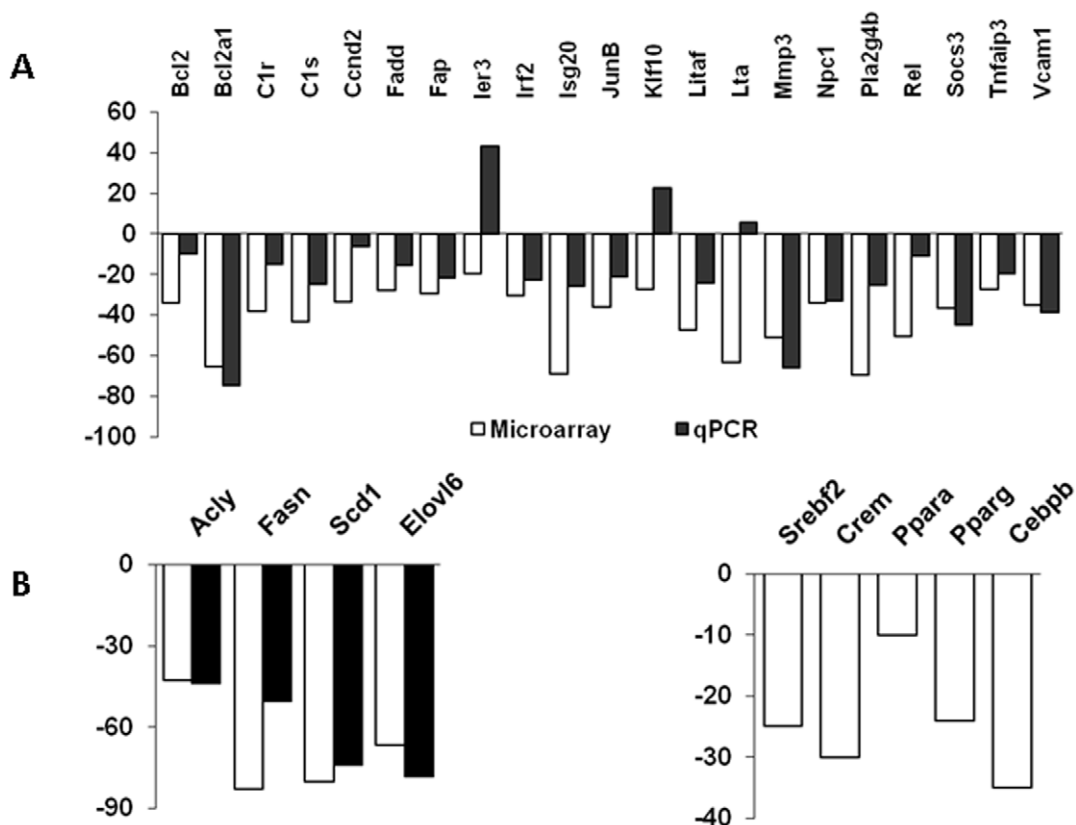 A
Bcl2
Bcl2a1
C1r
C1s
Ccnd2
Fadd
Fap
Ier3
Irf2
Isg20
JunB
Klf10
Litaf
Lta
Mmp3
Npc1
Pla2g4b
Rel
Socs3
Tnfaip3
Vcam1
60
40
20
0
-20
-40
-60
-80
-100
Microarray
qPCR
B
Acly
Fasn
Scd1
Elovl6
0
-30
-60
-90
Srebf2
Crem
Ppara
Pparg
Cebpb
0
-10
-20
-30
-40